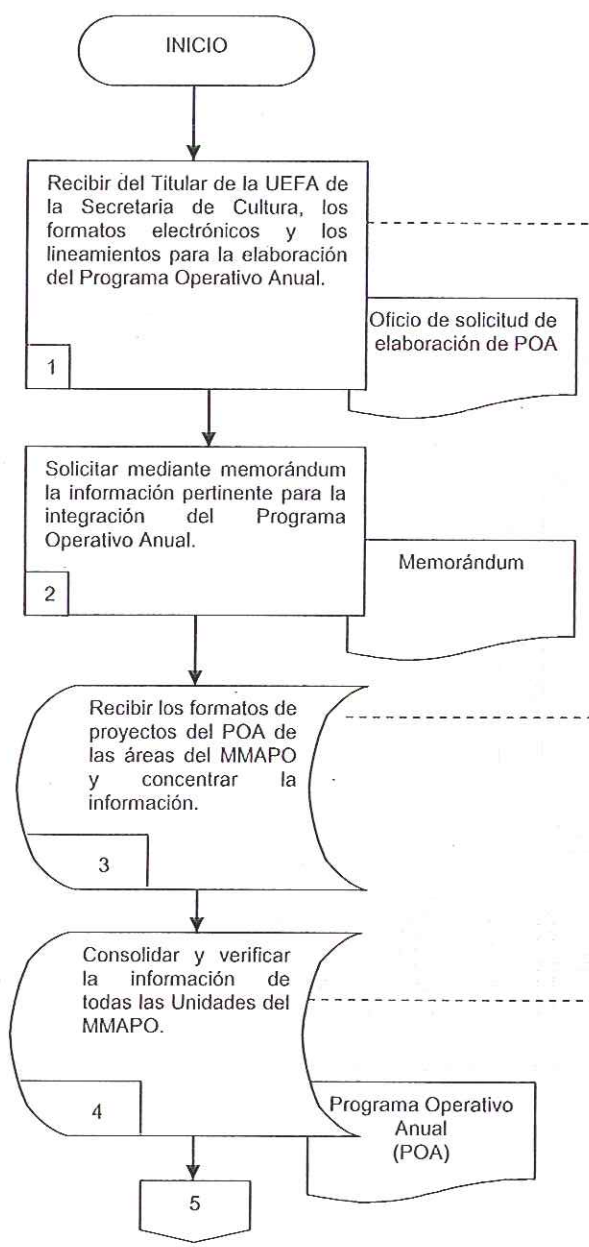 INICIO
Recibir del Titular de la UEFA de
la Secretaria de Cultura, los
formatos electrónicos y los
lineamientos para la elaboración
del Programa Operativo Anual.
1
Oficio de solicitud de
elaboración de POA
Solicitar mediante memorándum
la información pertinente para la
integración del Programa
Operativo Anual.
2
Memorándum
Recibir los formatos de
proyectos del POA de
las áreas del MMAPO
y concentrar la
información.
3
Consolidar y verificar
la información de
todas las Unidades del
MMAPO.
4
Programa Operativo
Anual
(POA)
5